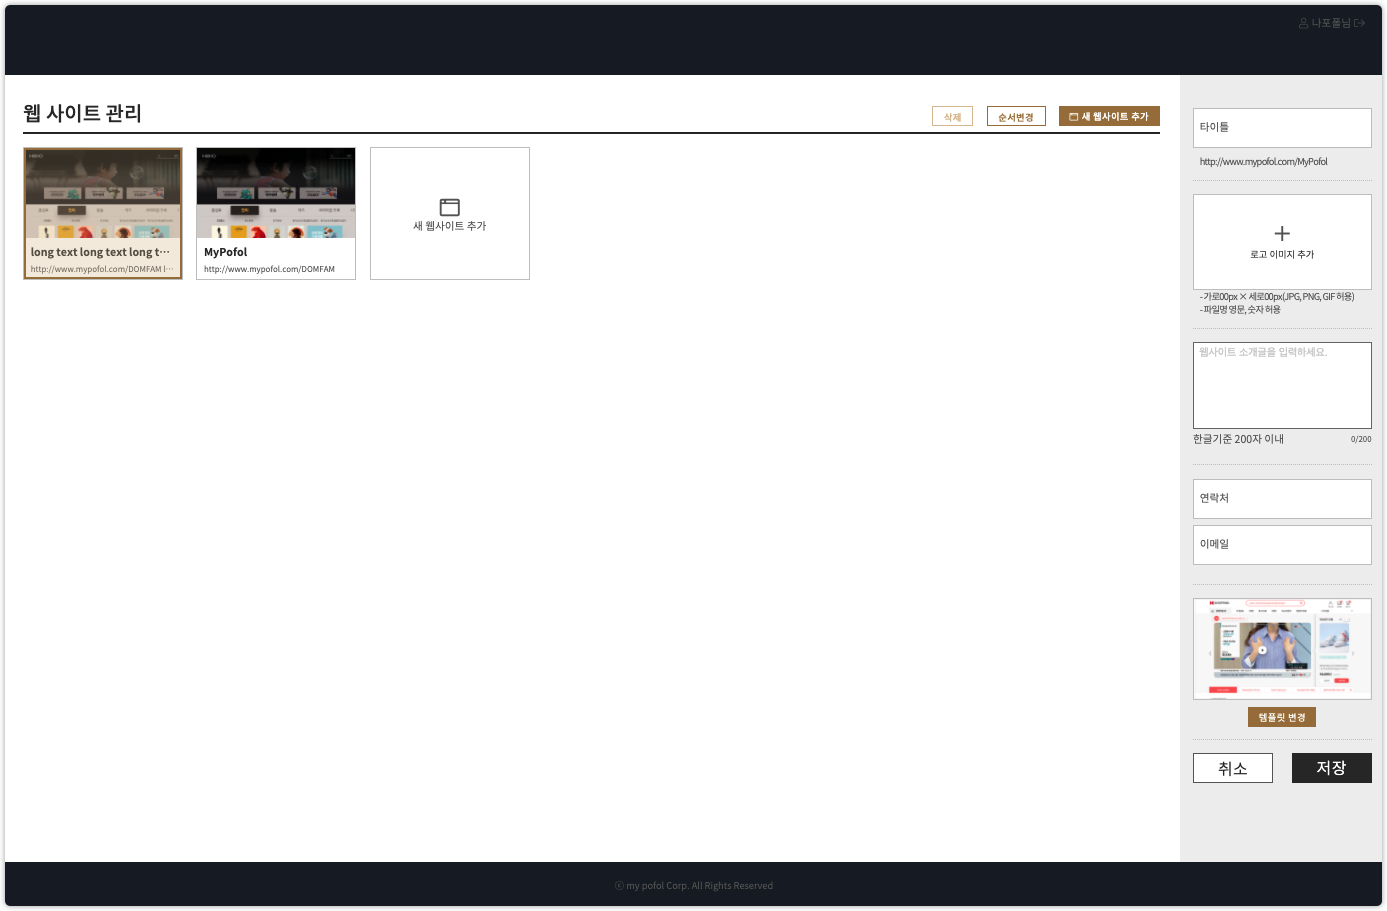 나포폴님
웹 사이트 관리
삭제
순서변경
새 웹사이트 추가
long text long text long t···
http://www.mypofol.com/DOMFAM l···
MyPofol
http://www.mypofol.com/DOMFAM
새 웹사이트 추가
타이틀
http://www.mypofol.com/MyPofol
로고 이미지 추가
- 가로00px × 세로00px(JPG, PNG, GIF 허용)
- 파일명 영문, 숫자 허용
웹사이트 소개글을 입력하세요.
한글기준 200자 이내
0/200
연락처
이메일
템플릿 변경
취소
저장
ⓒ my pofol Corp. All Rights Reserved